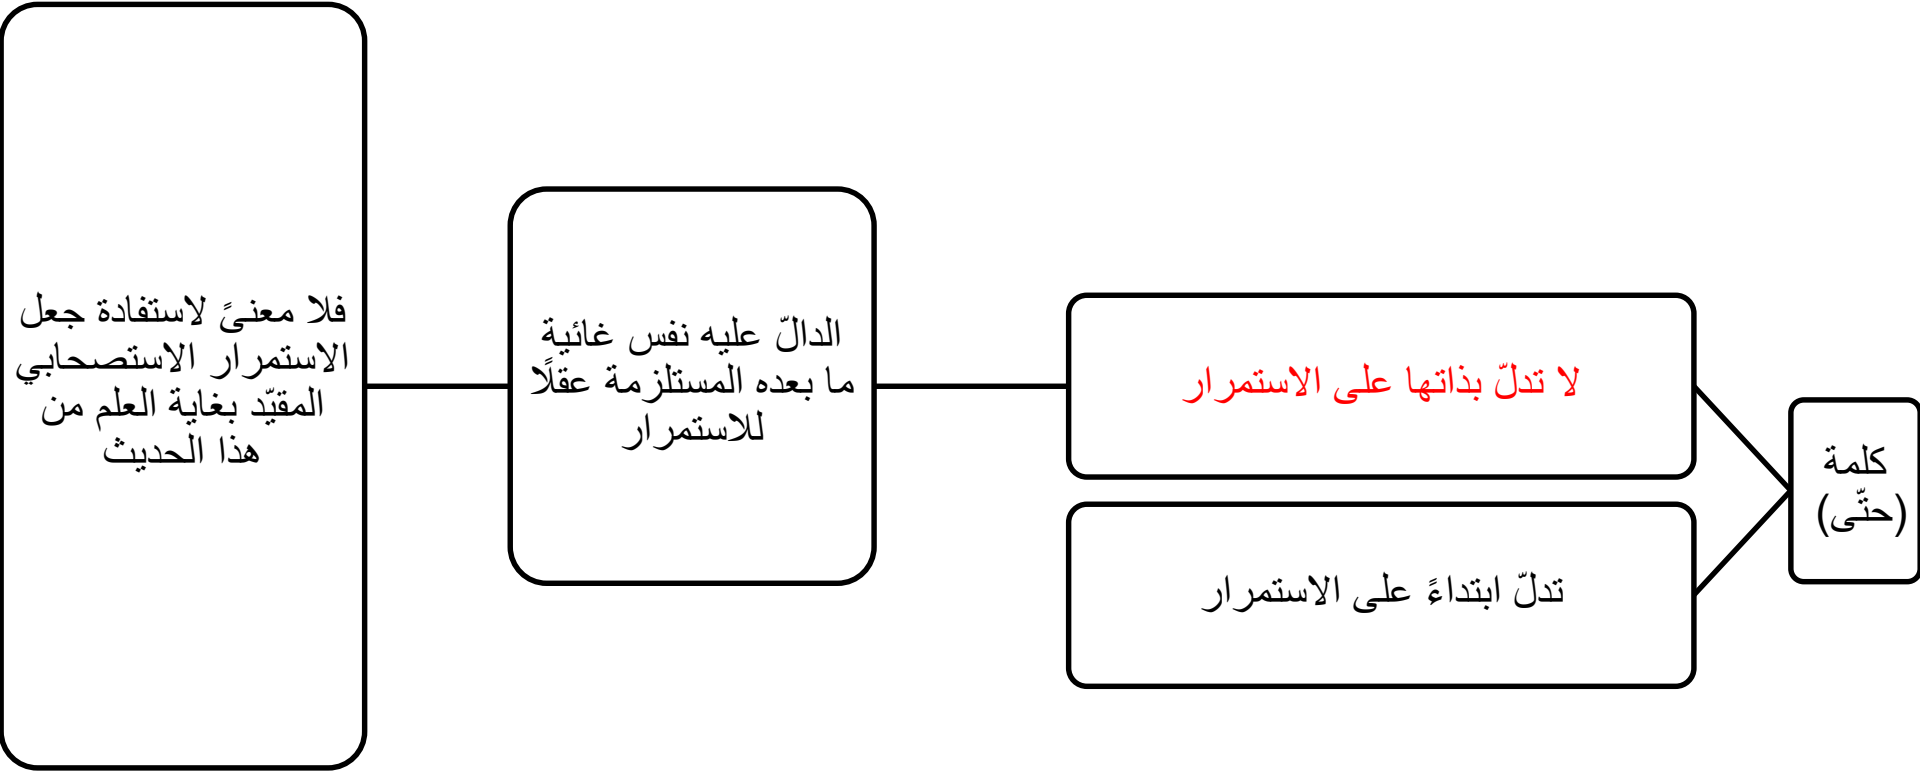 كلمة
(حتّى)
لا تدلّ بذاتها على الاستمرار
تدلّ ابتداءً على الاستمرار
الدالّ عليه نفس غائية
ما بعده المستلزمة عقلًا
للاستمرار
فلا معنىً لاستفادة جعل
الاستمرار الاستصحابي
المقيّد بغاية العلم من
هذا الحديث